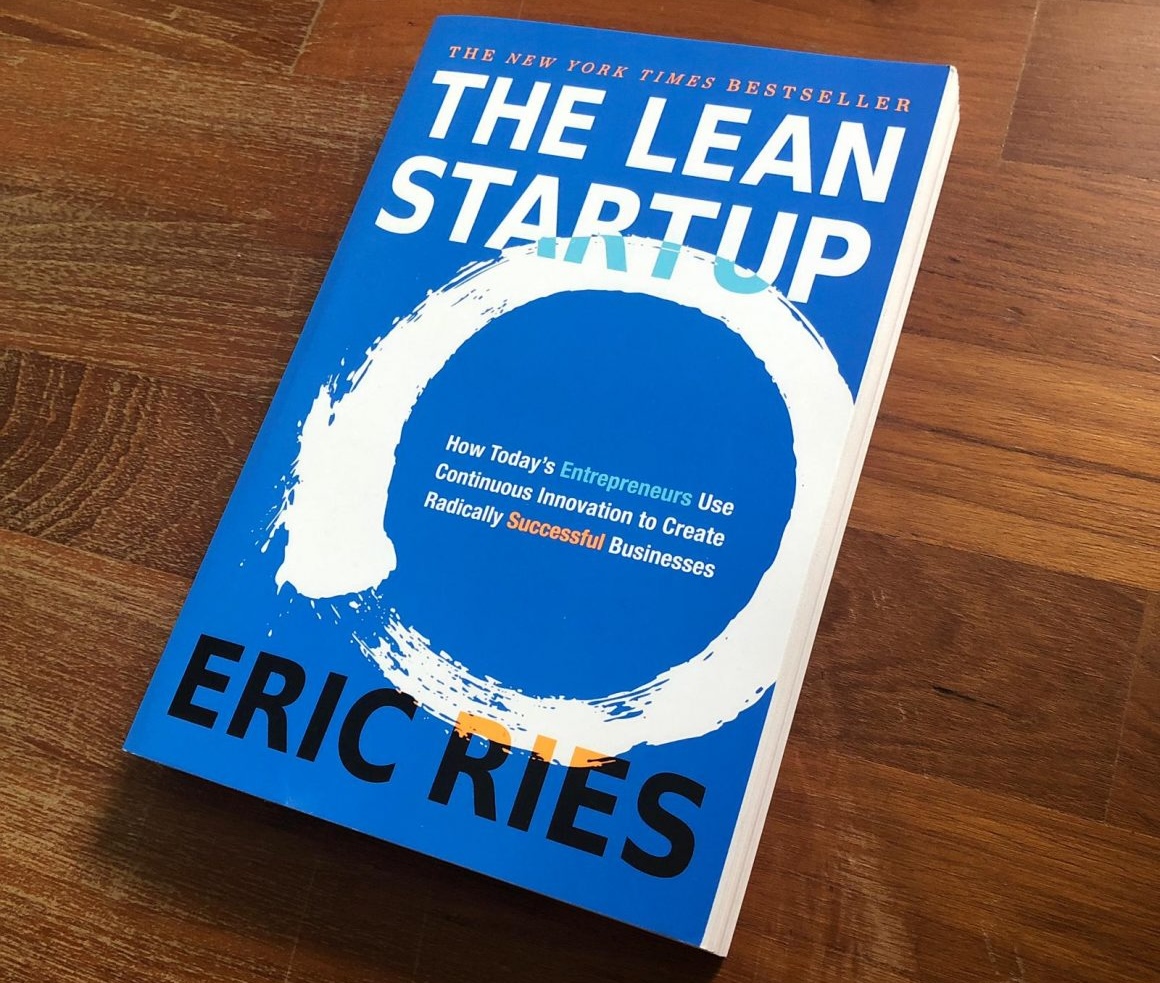 THE NEW YORK TIMES BESTSELLER
THE LEAN
STARTUP
How Today's Entrepreneurs Use
Continuous Innovation to Create
Radically Successful Businesses
ERIC RIES